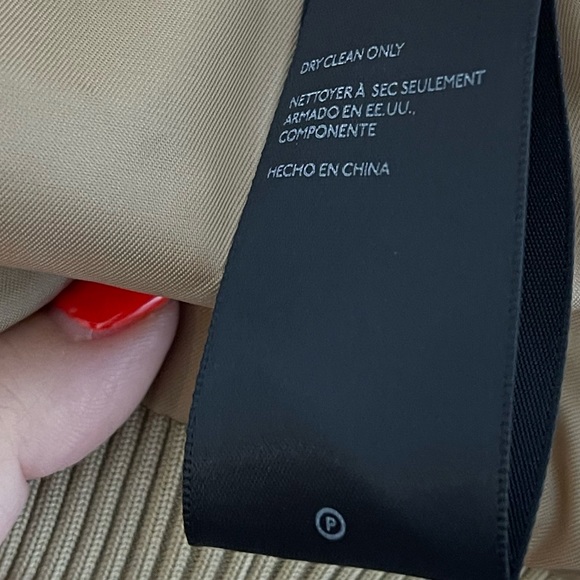 DRY CLEAN ONLY
NETTOYER À SEC SEULEMENT
ARMADO EN EE.UU.,
COMPONENTE
HECHO EN CHINA
P